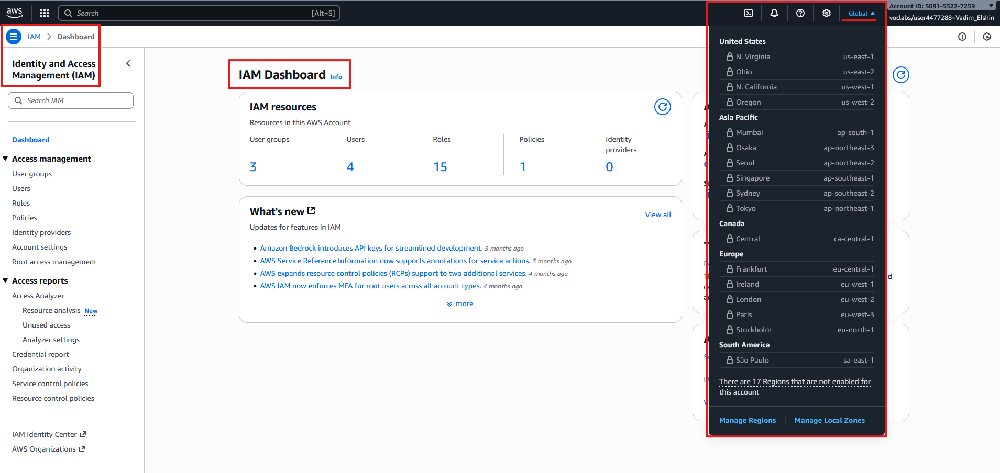 aws
Search [Alt+S]
Global
Account ID: 5091-5522-7259
voclabs/user4477288=Vadim_Elshin
IAM > Dashboard
Identity and Access
Management (IAM)
Search IAM
Dashboard
Access management
User groups
Users
Roles
Policies
Identity providers
Account settings
Root access management
Access reports
Access Analyzer
Resource analysis New
Unused access
Analyzer settings
Credential report
Organization activity
Service control policies
Resource control policies
IAM Identity Center
AWS Organizations
IAM Dashboard Info
IAM resources
Resources in this AWS Account
User groups
3
Users
4
Roles
15
Policies
1
Identity
providers
0
What's new
View all
Updates for features in IAM
Amazon Bedrock introduces API keys for streamlined development. 3 months ago
AWS Service Reference Information now supports annotations for service actions. 3 months ago
AWS expands resource control policies (RCPs) support to two additional services. 4 months ago
AWS IAM now enforces MFA for root users across all account types. 4 months ago
more
United States
N. Virginia us-east-1
Ohio us-east-2
N. California us-west-1
Oregon us-west-2
Asia Pacific
Mumbai ap-south-1
Osaka ap-northeast-3
Seoul ap-northeast-2
Singapore ap-southeast-1
Sydney ap-southeast-2
Tokyo ap-northeast-1
Canada
Central ca-central-1
Europe
Frankfurt eu-central-1
Ireland eu-west-1
London eu-west-2
Paris eu-west-3
Stockholm eu-north-1
South America
São Paulo sa-east-1
There are 17 Regions that are not enabled for
this account
Manage Regions
Manage Local Zones